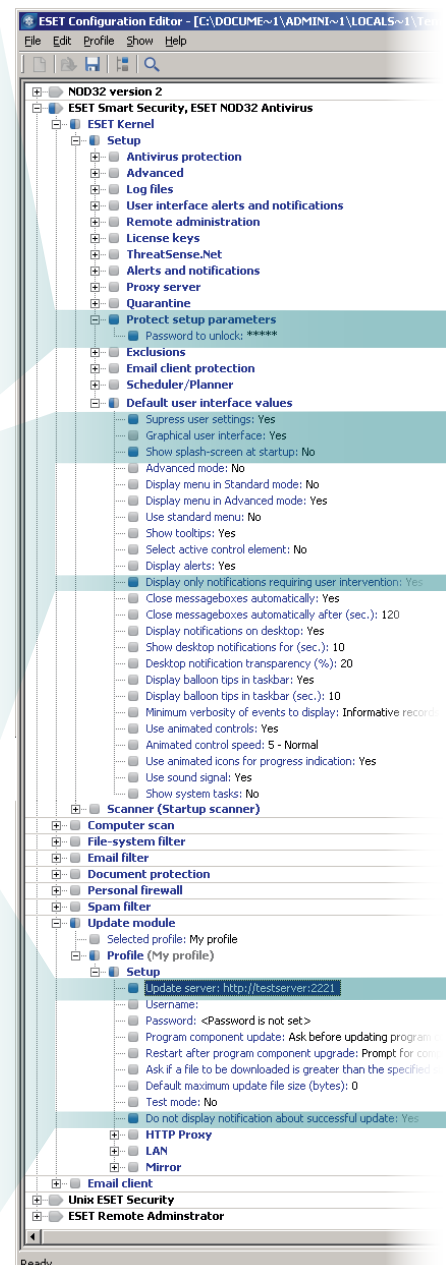 ESET Configuration Editor - [C:\DOCUME~1\ADMINI~1\LOCALS~1\Ten
File Edit Profile Show Help
NOD32 version 2
ESET Smart Security, ESET NOD32 Antivirus
ESET Kernel
Setup
Antivirus protection
Advanced
Log files
User interface alerts and notifications
Remote administration
License keys
ThreatSense.Net
Alerts and notifications
Proxy server
Quarantine
Protect setup parameters
Password to unlock: *****
Exclusions
Email client protection
Scheduler/Planner
Default user interface values
Supress user settings: Yes
Graphical user interface: Yes
Show splash-screen at startup: No
Advanced mode: No
Display menu in Standard mode: No
Display menu in Advanced mode: Yes
Use standard menu: No
Show tooltips: Yes
Select active control element: No
Display alerts: Yes
Display only notifications requiring user intervention: Yes
Close messageboxes automatically: Yes
Close messageboxes automatically after (sec.): 120
Display notifications on desktop: Yes
Show desktop notifications for (sec.): 10
Desktop notification transparency (%): 20
Display balloon tips in taskbar: Yes
Display balloon tips in taskbar (sec.): 10
Minimum verbosity of events to display: Informative record
Use animated controls: Yes
Animated control speed: 5 - Normal
Use animated icons for progress indication: Yes
Use sound signal: Yes
Show system tasks: No
Scanner (Startup scanner)
Computer scan
File-system filter
Email filter
Document protection
Personal firewall
Spam filter
Update module
Selected profile: My profile
Profile (My profile)
Setup
Update server: http://testserver:2221
Username:
Password: <Password is not set>
Program component update: Ask before updating program
Restart after program component upgrade: Prompt for com
Ask if a file to be downloaded is greater than the specified
Default maximum update file size (bytes): 0
Test mode: No
Do not display notification about successful update: Yes
HTTP Proxy
LAN
Mirror
Email client
Unix ESET Security
ESET Remote Adminstrator
Ready